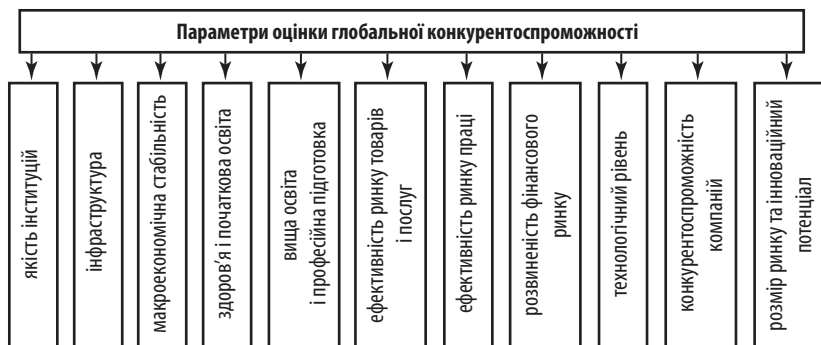 Параметри оцінки глобальної конкурентоспроможності
якість інституцій
інфраструктура
макроекономічна стабільність
здоров'я і початкова освіта
вища освіта
і професійна підготовка
ефективність ринку товарів
і послуг
ефективність ринку праці
розвиненість фінансового
ринку
технологічний рівень
конкурентоспроможність
компаній
розмір ринку та інноваційний
потенціал